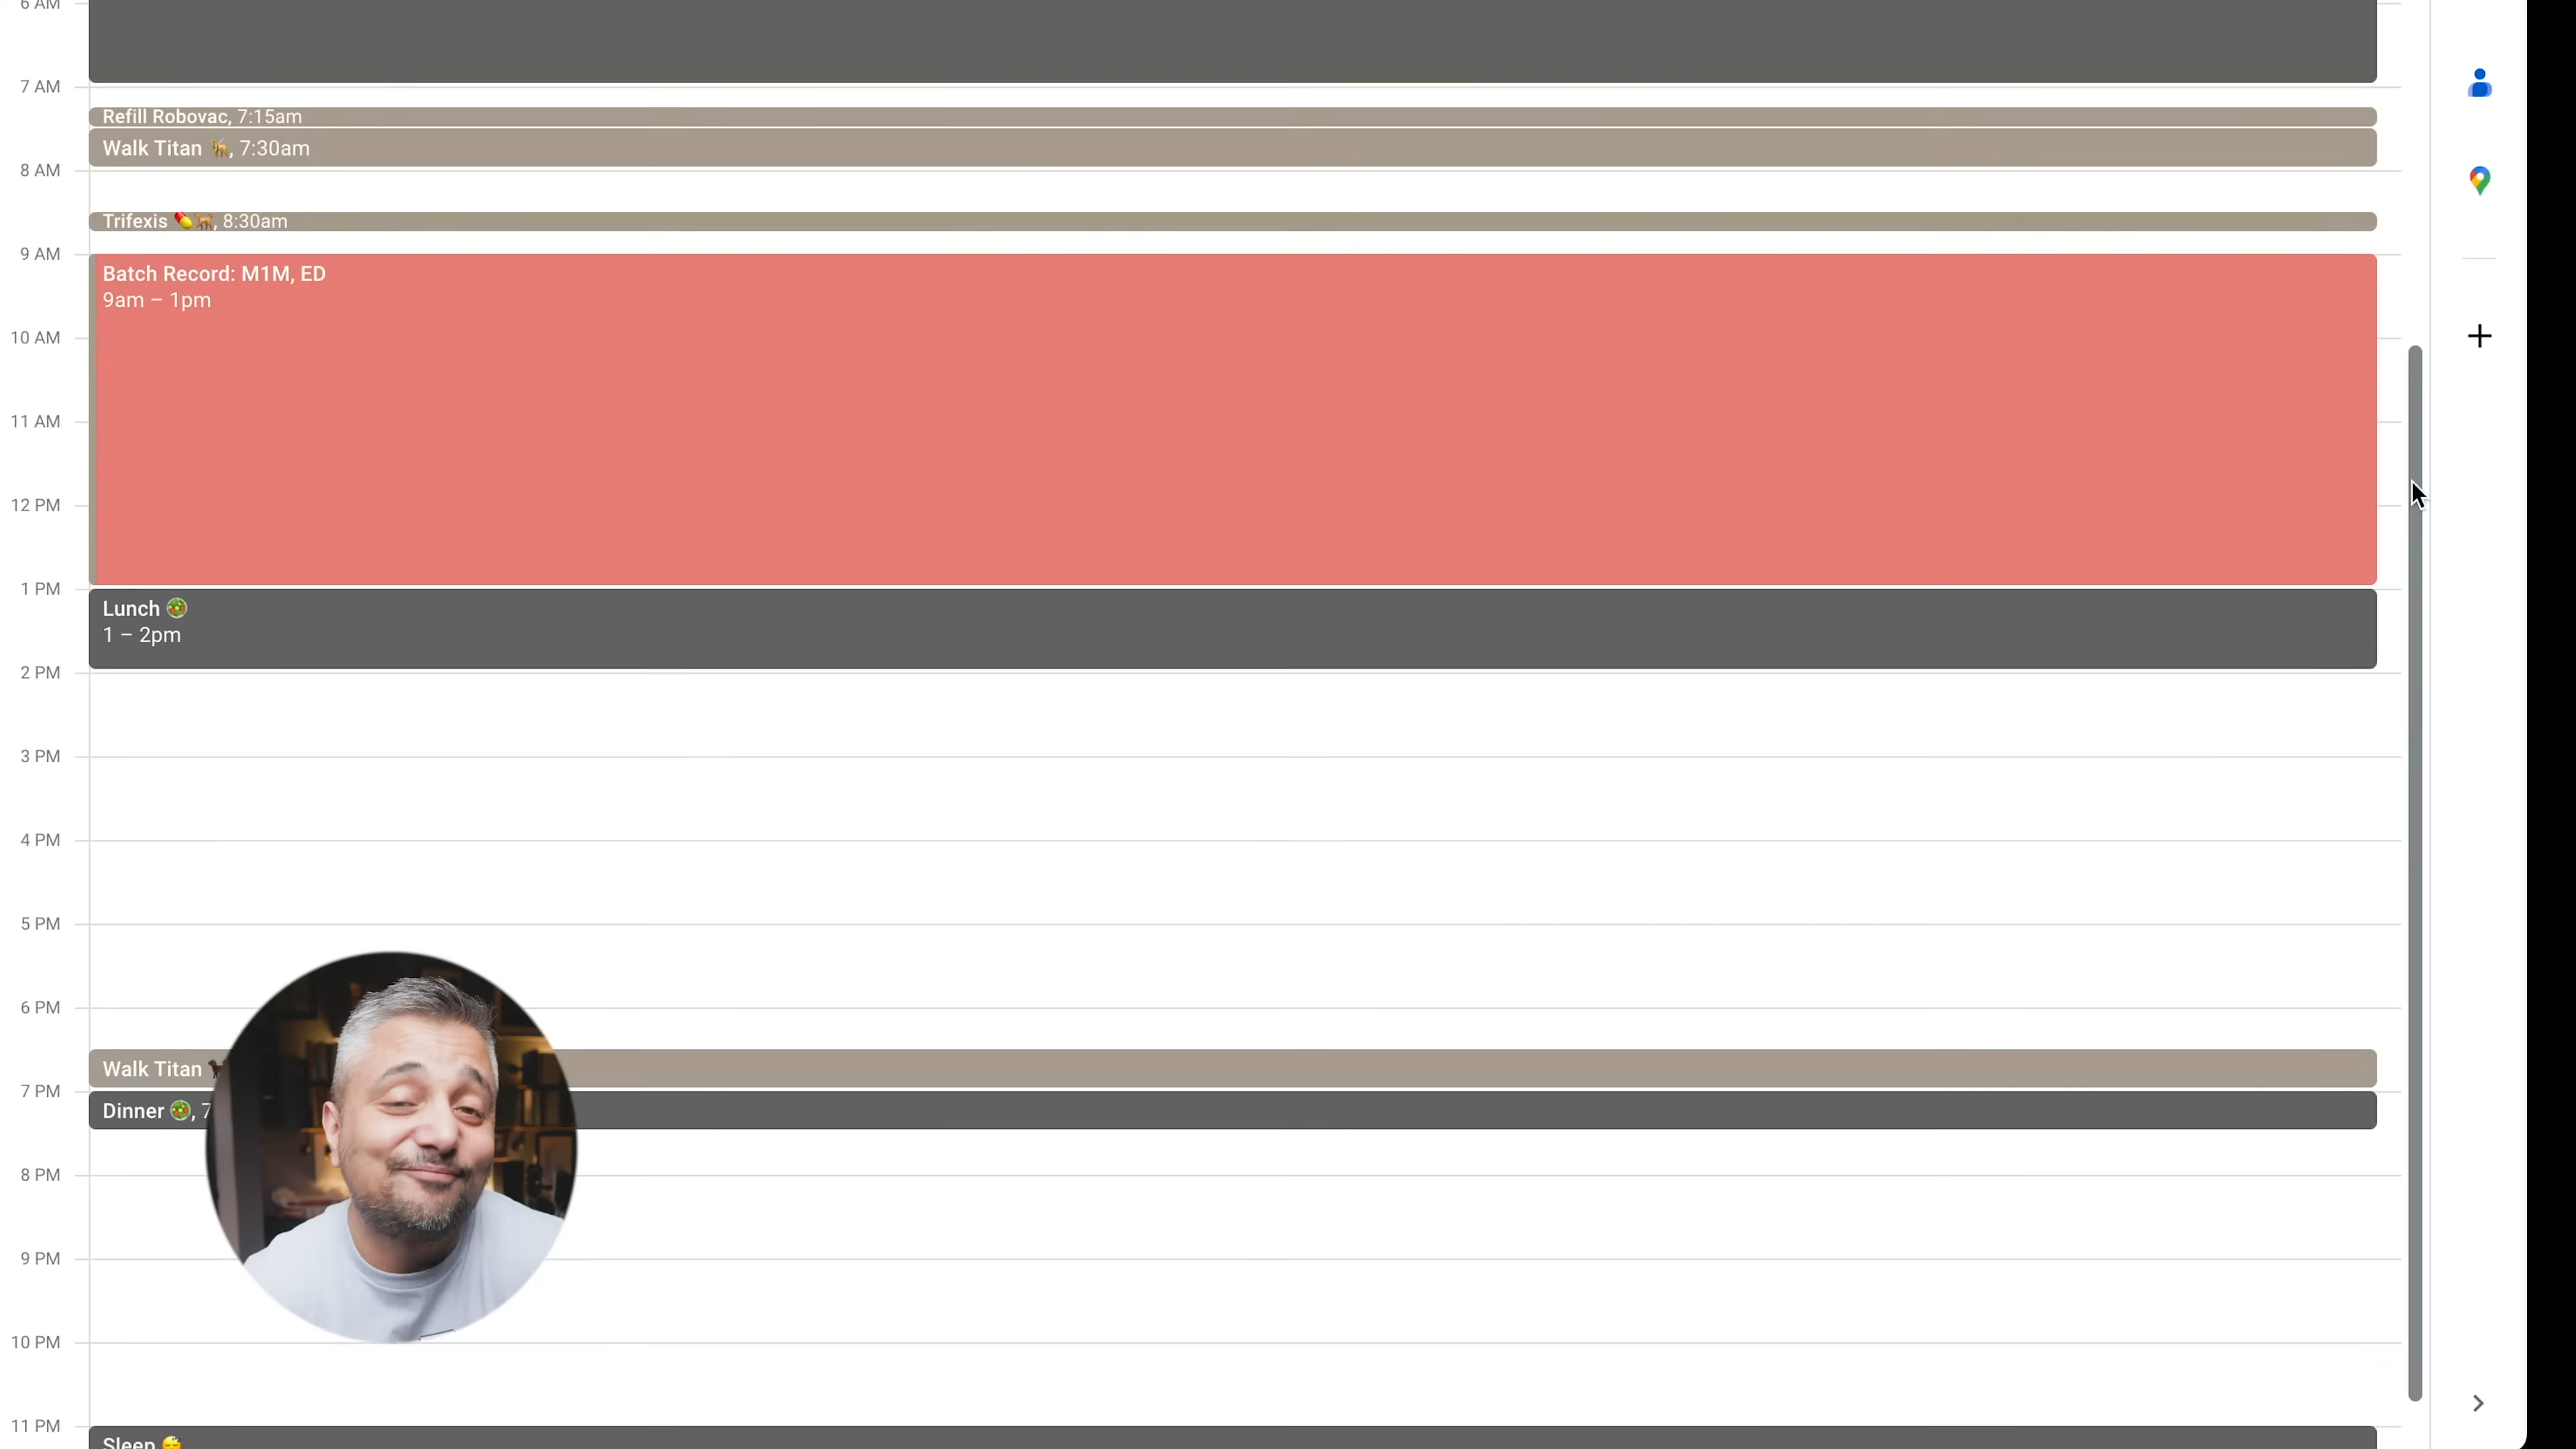 6 AM
7 AM
Refill Robovac, 7:15am
Walk Titan 🐕, 7:30am
8 AM
Trifexis 💊🐕, 8:30am
9 AM
Batch Record: M1M, ED
9am – 1pm
10 AM
11 AM
12 PM
1 PM
Lunch 🥗
1 – 2pm
2 PM
3 PM
4 PM
5 PM
6 PM
Walk Titan
7 PM
Dinner 🥗, 7
8 PM
9 PM
10 PM
11 PM
Sleep 😴